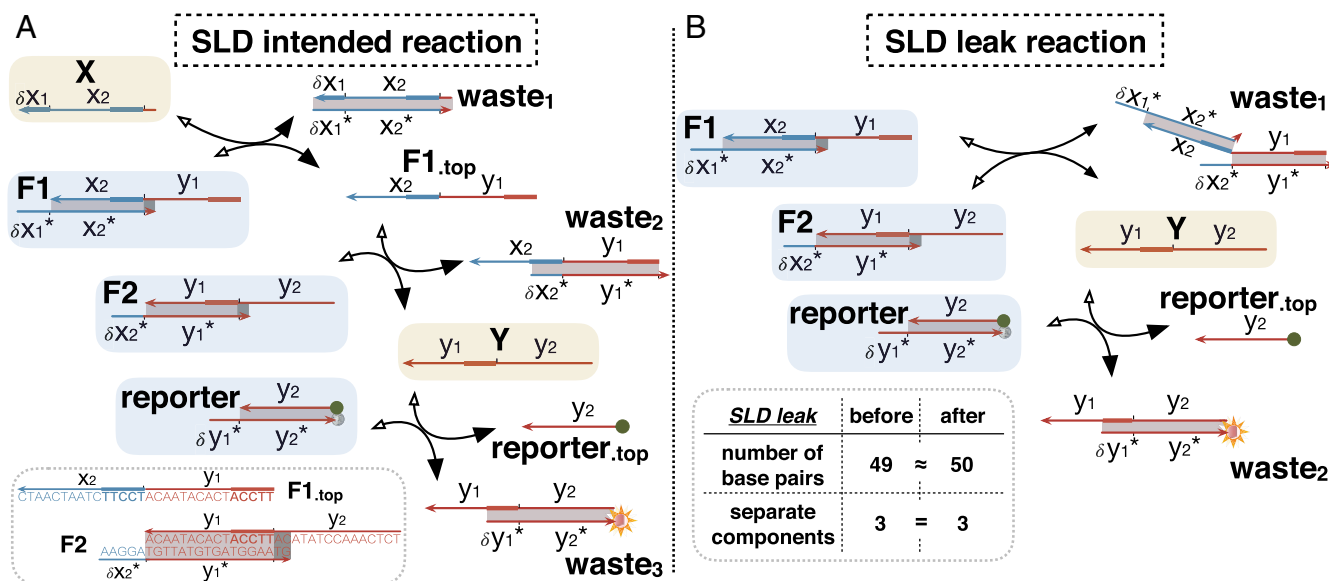 A
SLD intended reaction
X
δx1 x2
δx1 x2
waste1
δx1* x2*
F1.top
x2 y1
F1
x2 y1
δx1* x2*
waste2
x2 y1
δx2* y1*
F2
y1 y2
δx2* y1*
Y
y1 y2
reporter
y2
δy1* y2*
y2
reporter.top
y1 y2
δy1* y2*
waste3
x2 y1
F1.top
CTAACTAATCTTCCTACAATACACTACCTT
y1 y2
F2
ACAATACACTACCTTACATATCCAAACTCT
AAGGATGTTATGTGATGGAATG
δx2* y1*
B
SLD leak reaction
F1
x2 y1
δx1* x2*
δx1* x2*
waste1
x2 y1
δx2* y1*
F2
y1 y2
δx2* y1*
Y
y1 y2
reporter
y2
δy1* y2*
reporter.top
y2
y1 y2
δy1* y2*
waste2
SLD leak before after
number of base pairs 49 ≈ 50
separate components 3 = 3